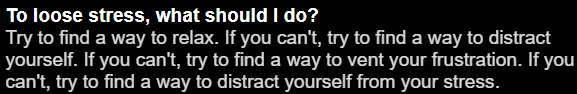 To loose stress, what should I do?
Try to find a way to relax. If you can't, try to find a way to distract
yourself. If you can't, try to find a way to vent your frustration. If you
can't, try to find a way to distract yourself from your stress.